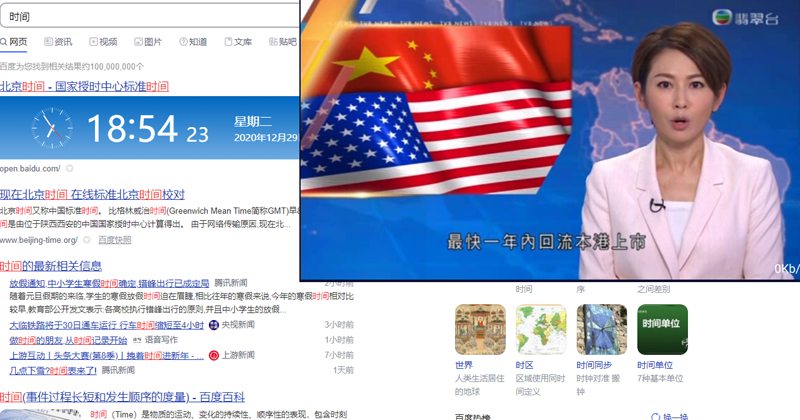 时间
网页 资讯 视频 图片 知道 文库 贴吧
百度为您找到相关结果约100,000,000个
北京时间 - 国家授时中心标准时间
18:54 23
星期二
2020年12月29
open.baidu.com/
现在北京时间 在线标准北京时间校对
北京时间又称中国标准时间。 比格林威治时间(Greenwich Mean Time简称GMT)早
间是由位于陕西西安的中国国家授时中心计算得出。 由于网络传输原因,现在北...
www.beijing-time.org/ 百度快照
时间的最新相关信息
放假通知,中小学生寒假时间确定,错峰出行已成定局 腾讯新闻 2小时前
随着元旦假期的来临,学生的寒假放假时间迫在眉睫,相比往年的寒假来说,今年的寒假时间相对比
较早,教育部公开发文表示:各高校执行错峰出行的原则,并且中小学生的放假...
大临铁路将于30日通车运行 行车时间缩短至4小时 央视新闻 3小时前
做时间的朋友,从时间记录开始 语音写作 1小时前
上游互动丨头条大赛(第8季)丨拽着时间进新年 - ... 上游新闻 7小时前
几点下雪?时间表来了! 腾讯新闻 1天前
时间(事件过程长短和发生顺序的度量) - 百度百科
时间（Time）是物质的运动、变化的持续性、顺序性的表现，包含时刻
TVB NEWS
翡翠台
最快一年內回流本港上市
0Kb/
时间 序 之间差别
时间单位
世界 时区 时间同步 时间单位
人类生活居住的地球
区域使用同时间定义
时钟对准 搬钟
7种基本单位
百度热榜 换一换